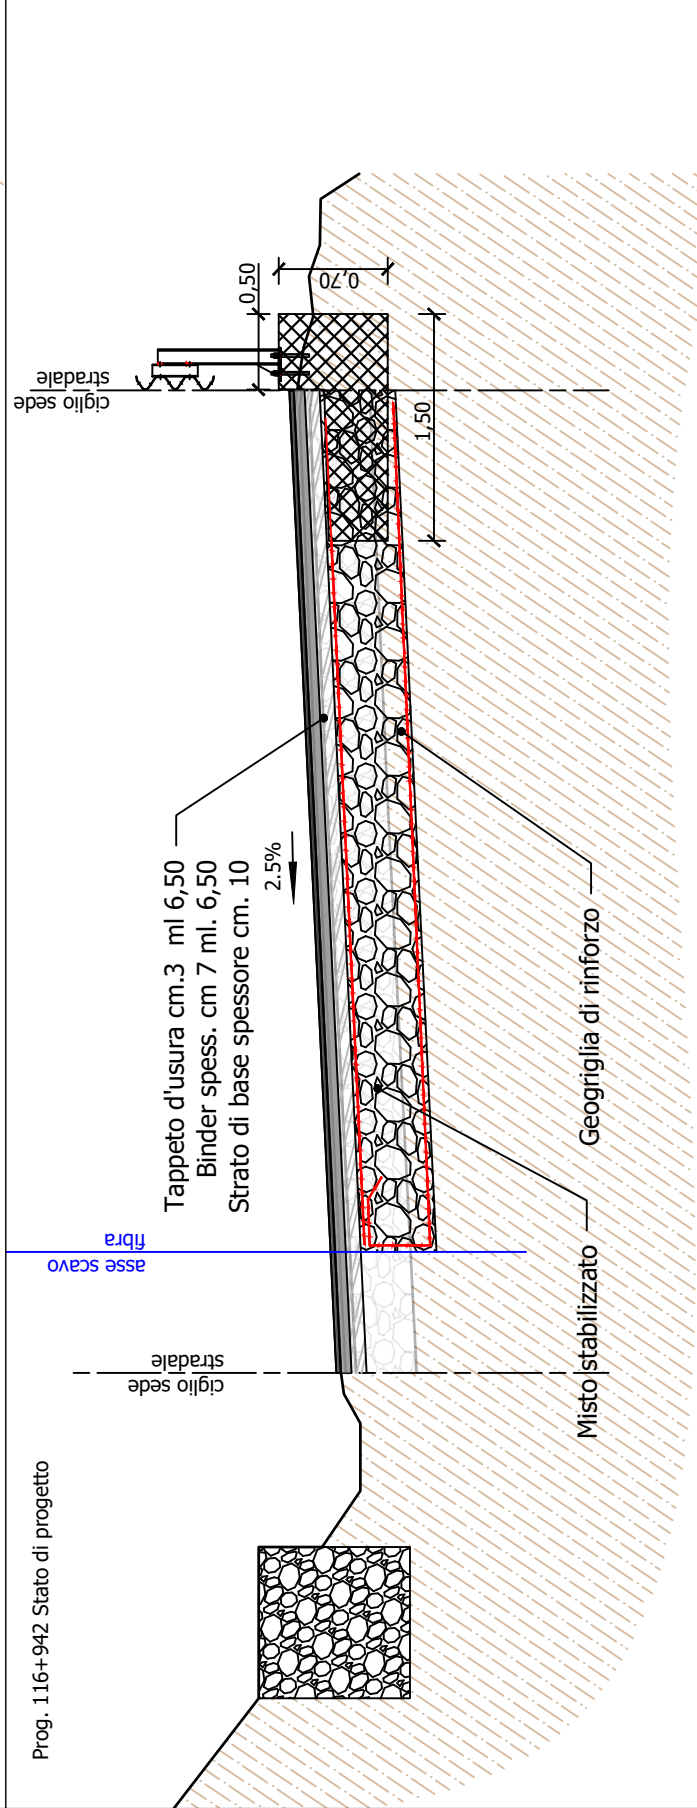 Prog. 116+942 Stato di progetto
ciglio sede
stradale
asse scavo
fibra
Tappeto d'usura cm.3 ml 6,50
Binder spess. cm 7 ml. 6,50
Strato di base spessore cm. 10
2.5%
ciglio sede
stradale
0,50
0,70
1,50
Misto stabilizzato
Geogriglia di rinforzo